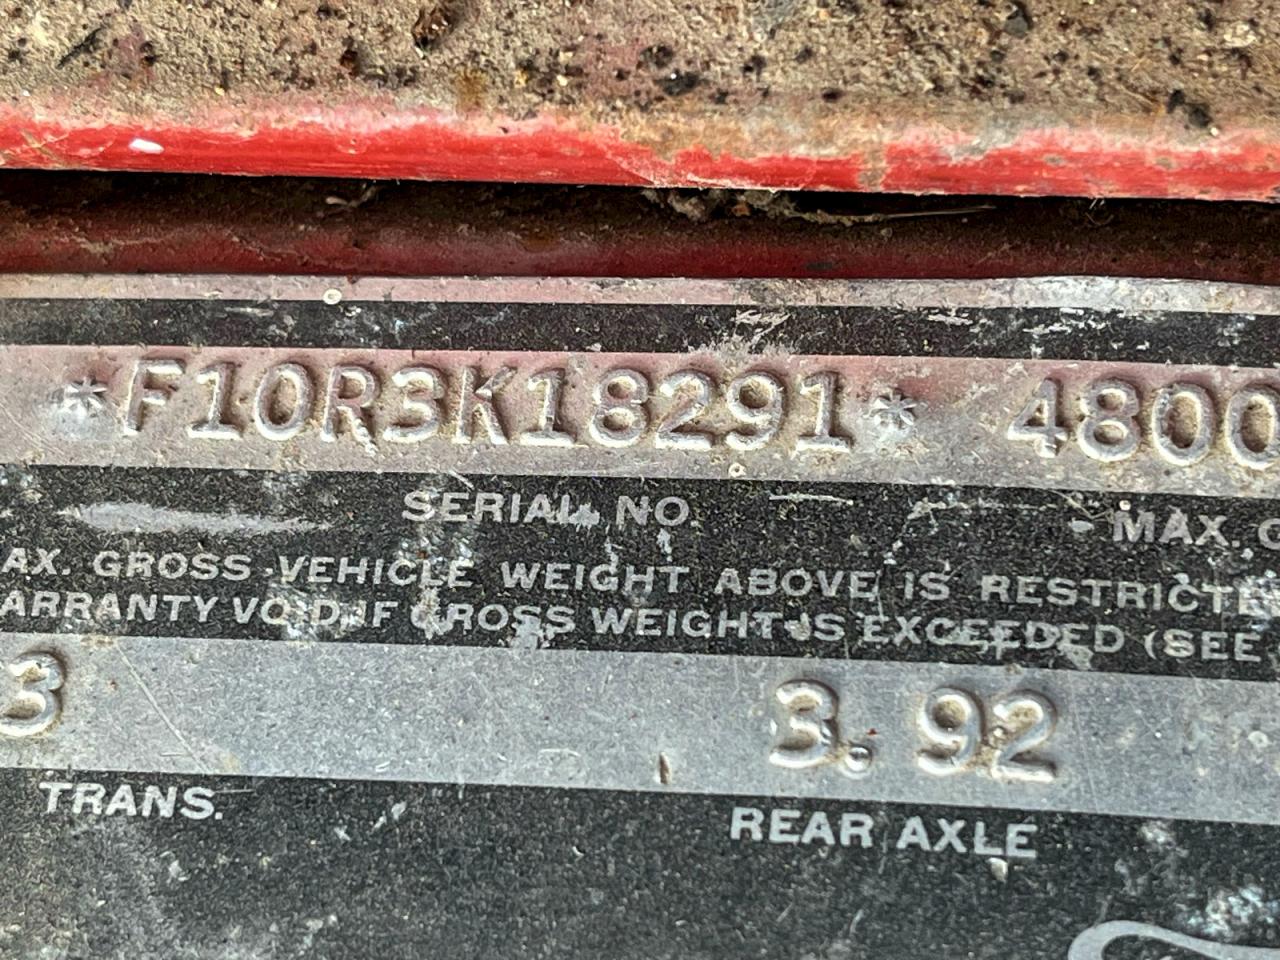 *F10R3K18291* 4800
SERIAL NO. MAX. G
AX. GROSS VEHICLE WEIGHT ABOVE IS RESTRICTE
ARRANTY VOID IF GROSS WEIGHT IS EXCEEDED (SEE
3 3.92
TRANS. REAR AXLE